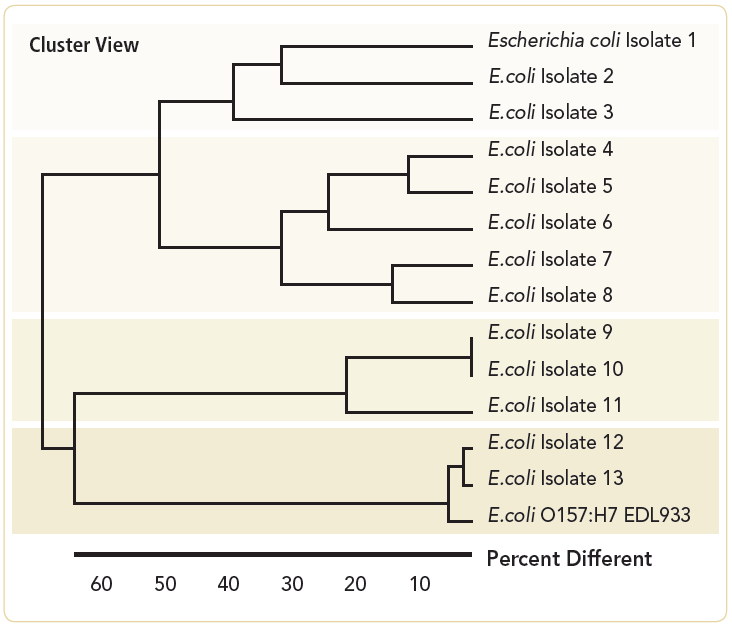 Cluster View
Escherichia coli Isolate 1
E.coli Isolate 2
E.coli Isolate 3
E.coli Isolate 4
E.coli Isolate 5
E.coli Isolate 6
E.coli Isolate 7
E.coli Isolate 8
E.coli Isolate 9
E.coli Isolate 10
E.coli Isolate 11
E.coli Isolate 12
E.coli Isolate 13
E.coli O157:H7 EDL933
Percent Different
60 50 40 30 20 10